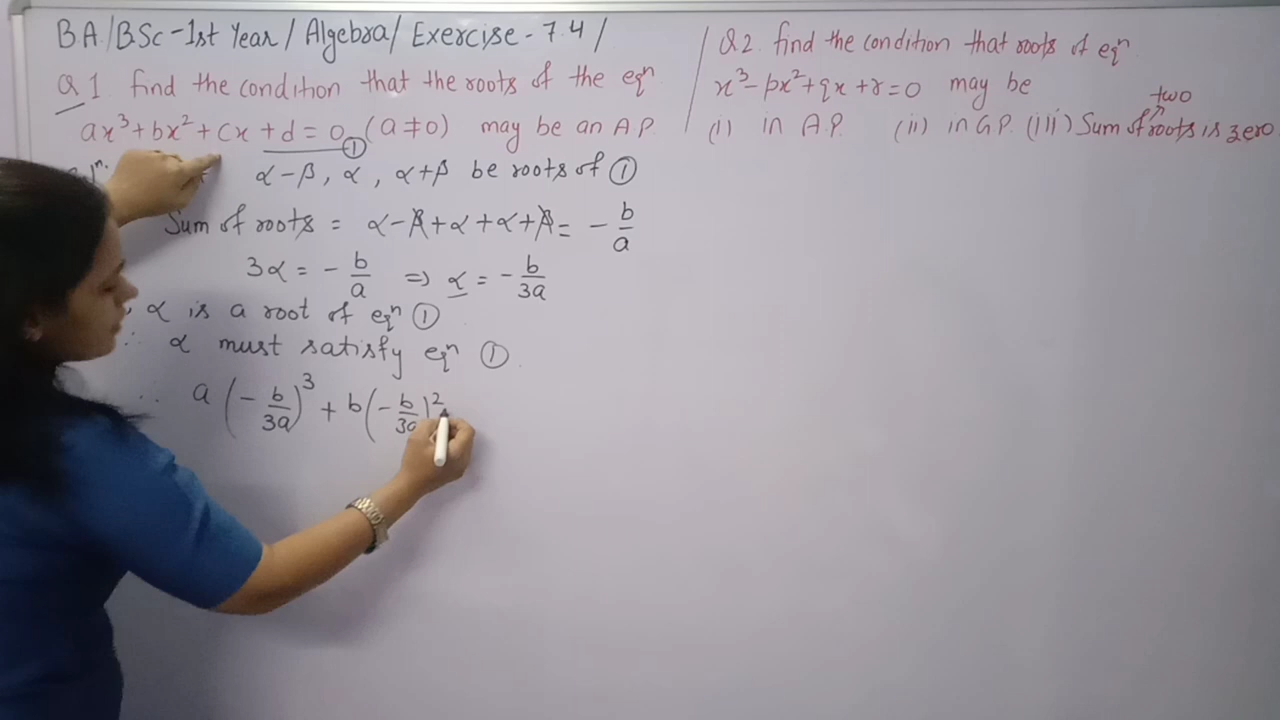 BA/BSc-1st Year/Algebra/Exercise-7.4/
Q1 find the condition that the roots of the eqⁿ
ax³+bx²+cx+d=0 (a≠0) may be an A.P. ①
α-β, α, α+β be roots of ①
Sum of roots = α-β+α+α+β = -b/a
3α = -b/a ⇒ α = -b/3a
α is a root of eqⁿ ①
∴ α must satisfy eqⁿ ①.
∴ a(-b/3a)³ + b(-b/3a)²
Q2. find the condition that roots of eqⁿ
x³-px²+qx+r=0 may be
(i) in A.P. (ii) in G.P. (iii) Sum of two roots is zero